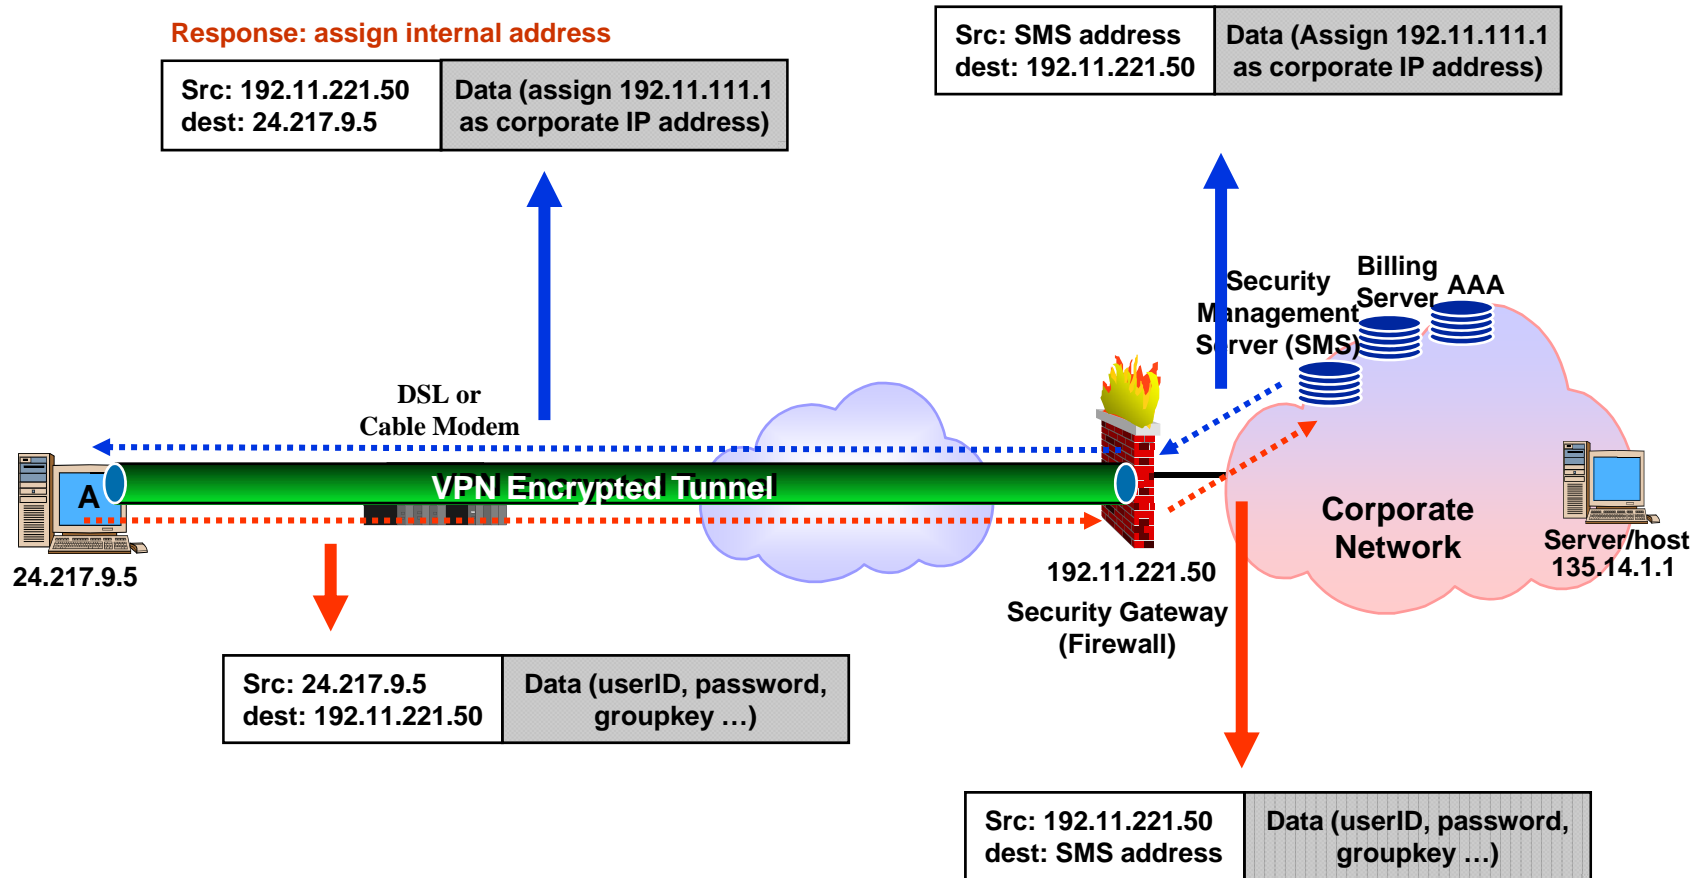 Response: assign internal address
Src: 192.11.221.50
dest: 24.217.9.5
Data (assign 192.11.111.1
as corporate IP address)
Src: SMS address
dest: 192.11.221.50
Data (Assign 192.11.111.1
as corporate IP address)
Security
Management
Server (SMS)
Billing
Server
AAA
DSL or
Cable Modem
A
VPN Encrypted Tunnel
24.217.9.5
192.11.221.50
Security Gateway
(Firewall)
Corporate
Network
Server/host
135.14.1.1
Src: 24.217.9.5
dest: 192.11.221.50
Data (userID, password,
groupkey …)
Src: 192.11.221.50
dest: SMS address
Data (userID, password,
groupkey …)